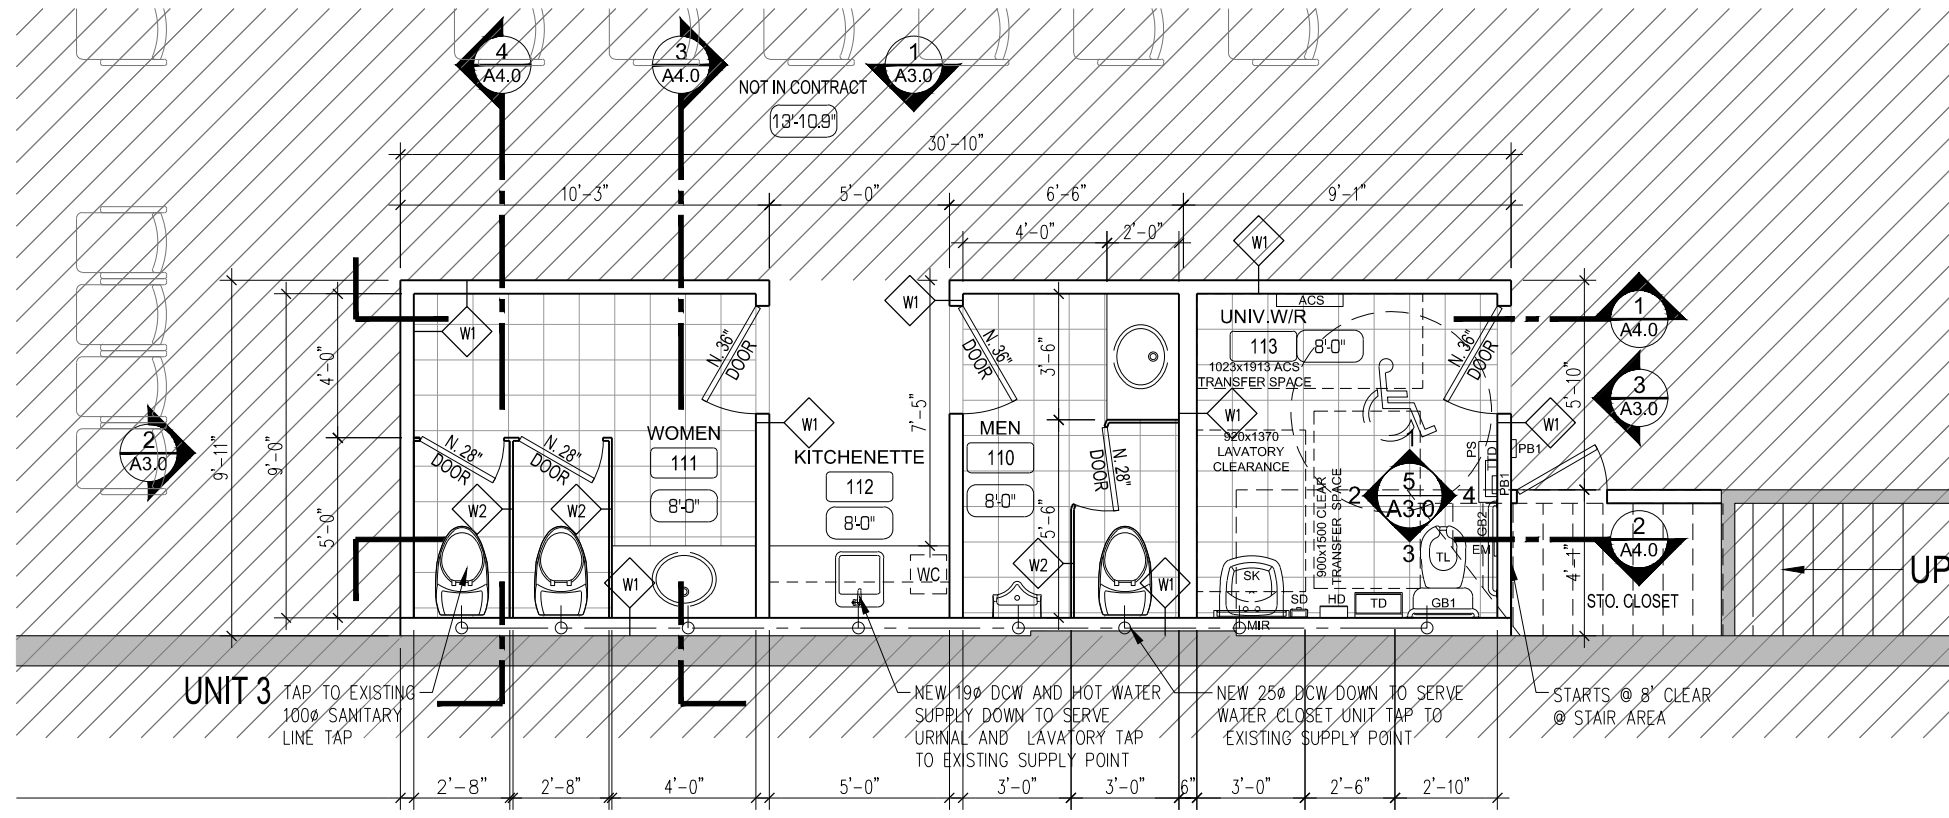 4
A4.0
3
A4.0
1
A3.0
NOT IN CONTRACT
13'-10.9"
30'-10"
10'-3"
5'-0"
6'-6"
9'-1"
4'-0"
2'-0"
W1
W1
W1
ACS
UNIV.W/R
113
8'-0"
1023x1913 ACS
TRANSFER SPACE
N. 36"
DOOR
N. 36"
DOOR
N. 36"
DOOR
1
A4.0
3
A3.0
5'-10"
4'-0"
3'-6"
7'-5"
9'-11"
9'-0"
2
A3.0
W1
W1
W1
WOMEN
111
8'-0"
KITCHENETTE
112
8'-0"
MEN
110
8'-0"
920x1370
LAVATORY
CLEARANCE
N. 28"
DOOR
N. 28"
DOOR
N. 28"
DOOR
900x1500 CLEAR
TRANSFER SPACE
1
2
5
A3.0
4
3
PS
TTD
PB1
PB1
GB2
EM
W2
W2
W2
5'-0"
5'-6"
W1
W1
WC
SK
TL
SD
HD
TD
GB1
MIR
2
A4.0
4'-1"
STO. CLOSET
UP
UNIT 3
TAP TO EXISTING
100ø SANITARY
LINE TAP
NEW 19ø DCW AND HOT WATER
SUPPLY DOWN TO SERVE
URINAL AND LAVATORY TAP
TO EXISTING SUPPLY POINT
NEW 25ø DCW DOWN TO SERVE
WATER CLOSET UNIT TAP TO
EXISTING SUPPLY POINT
STARTS @ 8' CLEAR
@ STAIR AREA
2'-8"
2'-8"
4'-0"
5'-0"
3'-0"
3'-0"
6"
3'-0"
2'-6"
2'-10"